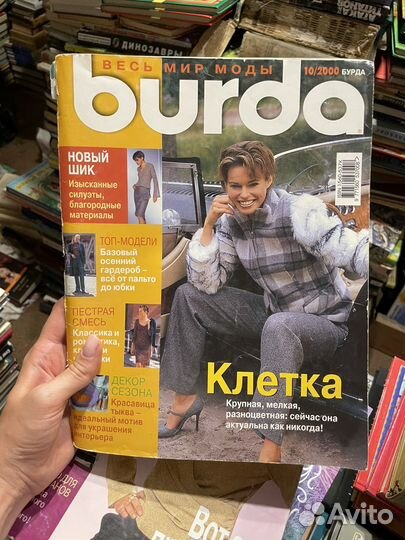 ДИНОЗАВРЫ
ВЕСЬ МИР МОДЫ
10/2000 БУРДА
burda
НОВЫЙ
ШИК
Изысканные
силуэты,
благородные
материалы
ТОП-МОДЕЛИ
Базовый
осенний
гардероб –
всё от пальто
до юбки
ПЕСТРАЯ
СМЕСЬ
Классика и
ДЕКОР
СЕЗОНА
Красавица
тыква –
идеальный мотив
для украшения
интерьера
Клетка
Крупная, мелкая,
разноцветная: сейчас она
актуальна как никогда!
Вот
Avito